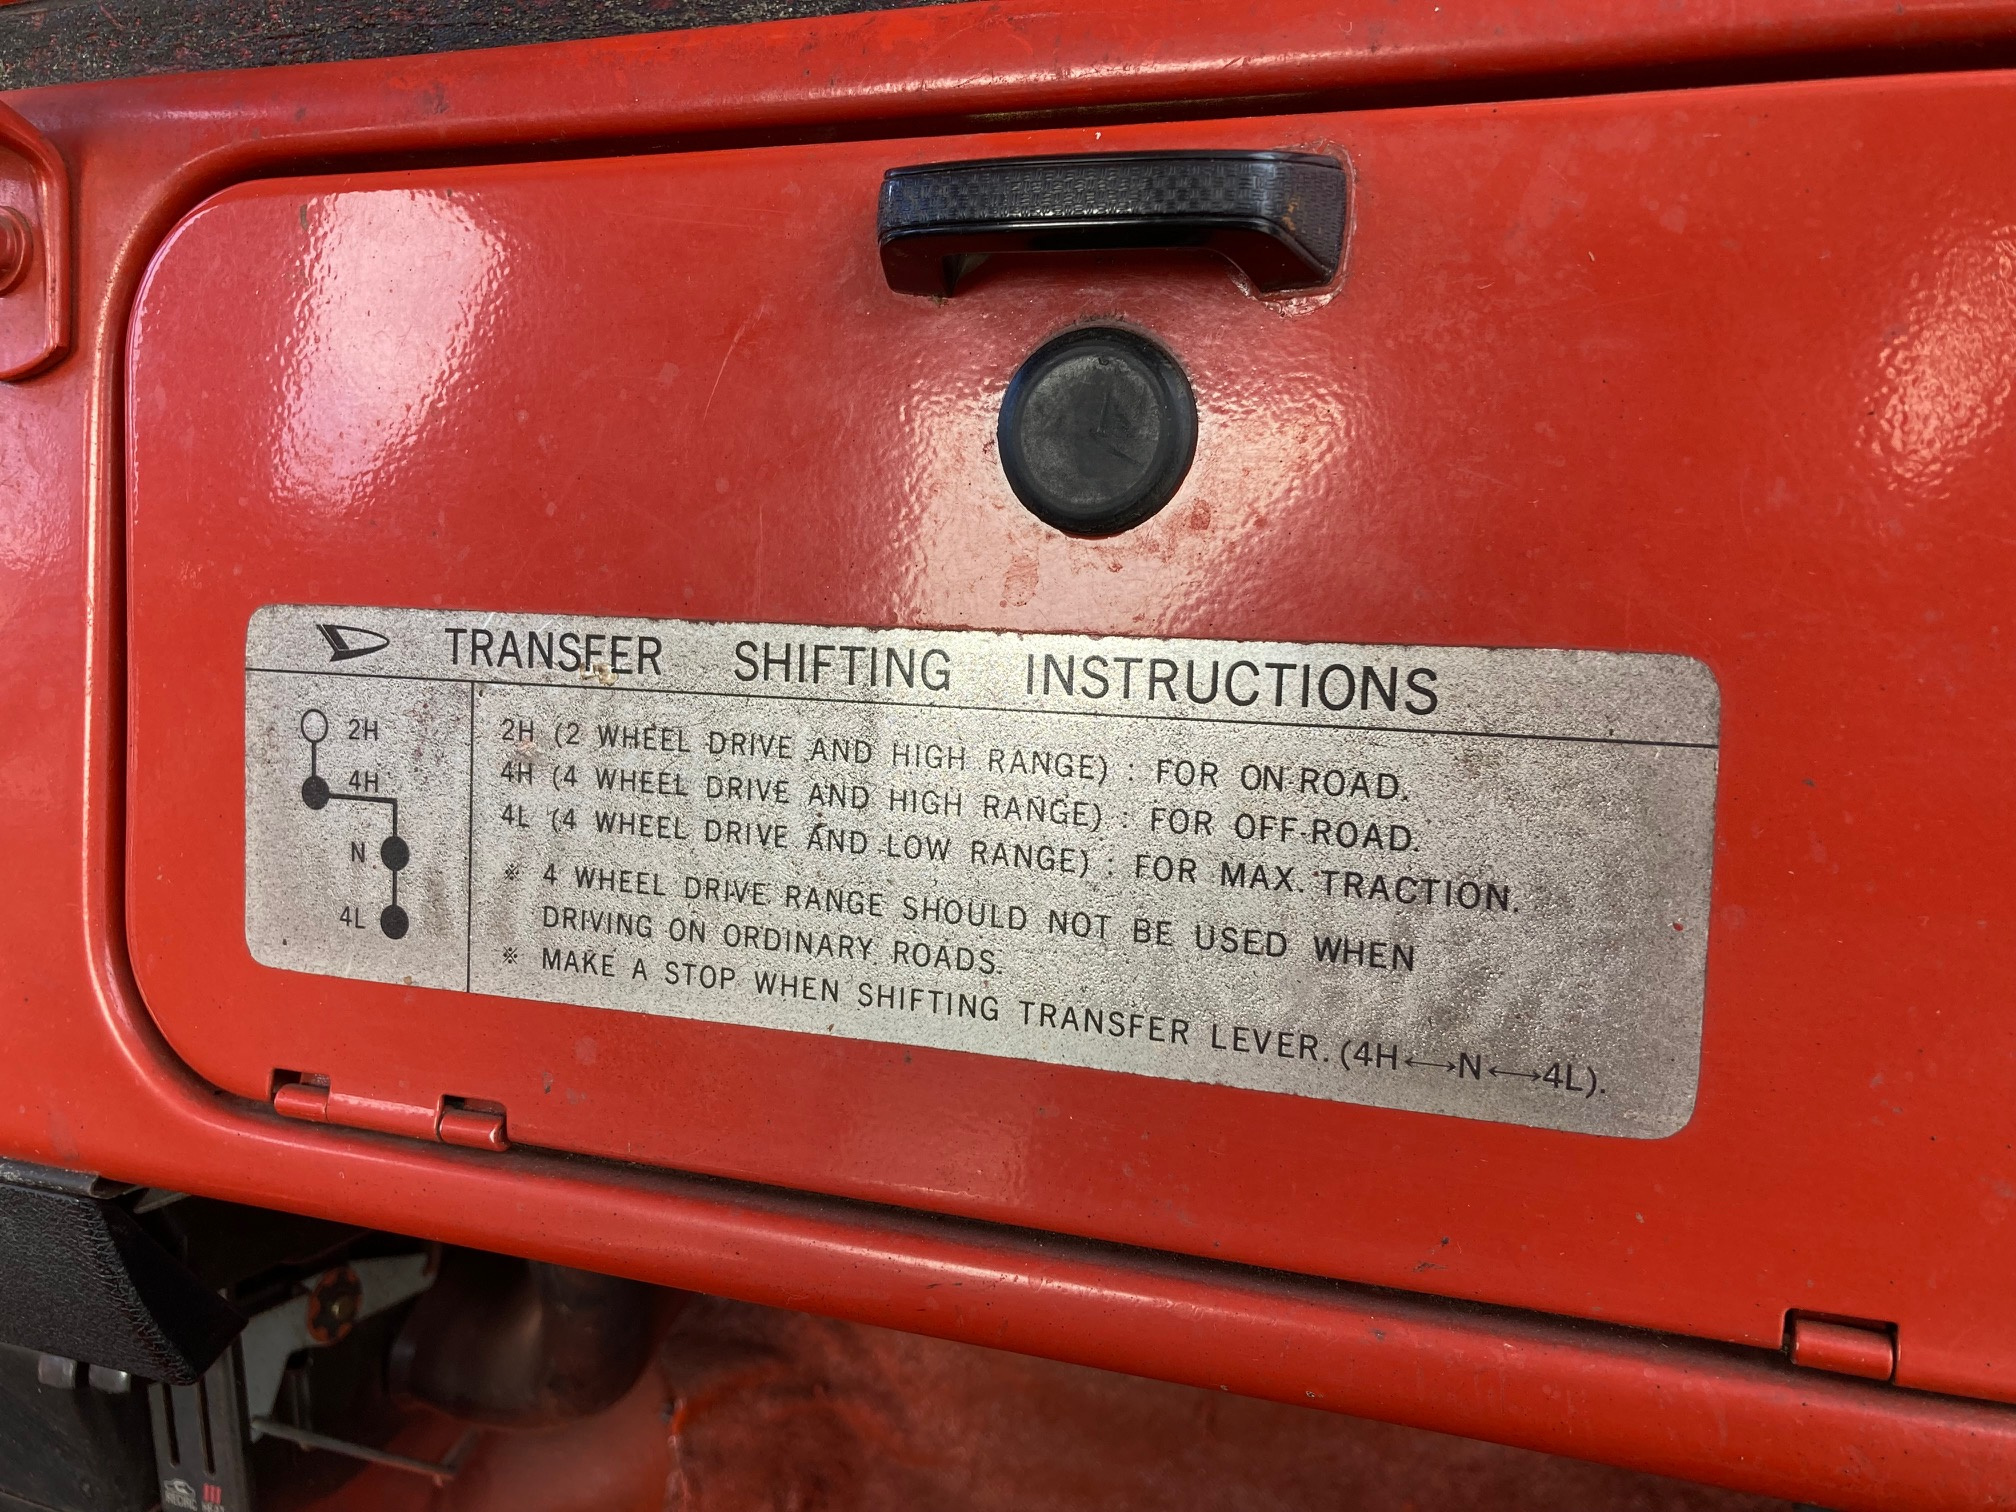 TRANSFER SHIFTING INSTRUCTIONS
2H
4H
N
4L
2H (2 WHEEL DRIVE AND HIGH RANGE) : FOR ON-ROAD.
4H (4 WHEEL DRIVE AND HIGH RANGE) : FOR OFF-ROAD.
4L (4 WHEEL DRIVE AND LOW RANGE) : FOR MAX. TRACTION.
※ 4 WHEEL DRIVE RANGE SHOULD NOT BE USED WHEN
DRIVING ON ORDINARY ROADS.
※ MAKE A STOP WHEN SHIFTING TRANSFER LEVER. (4H←→N←→4L).